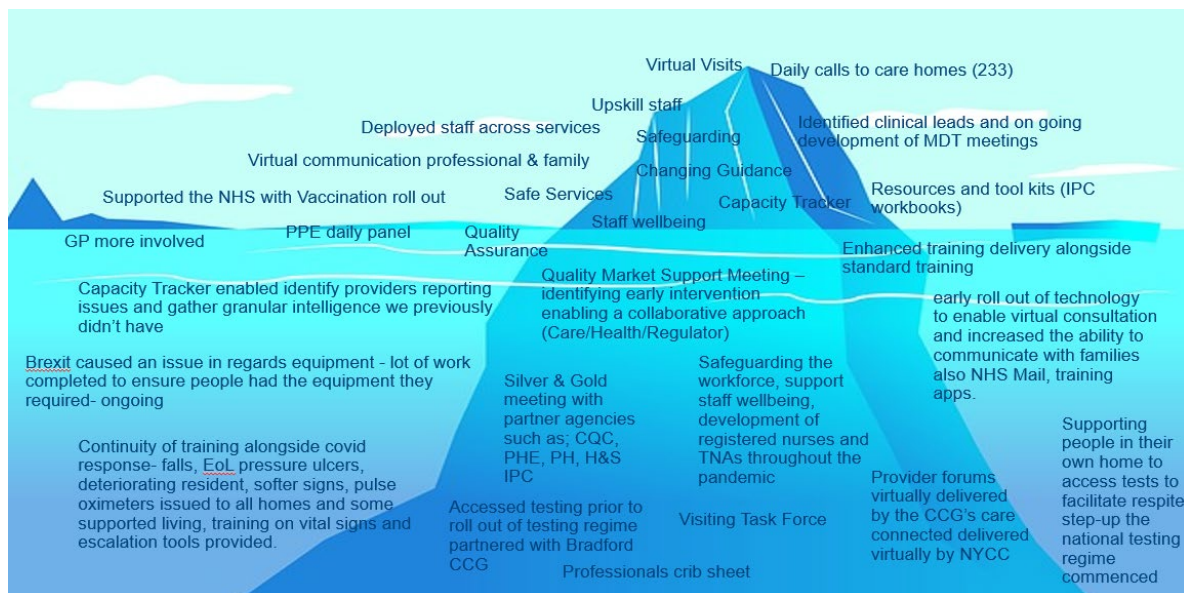 Virtual Visits
Daily calls to care homes (233)
Upskill staff
Deployed staff across services
Safeguarding
Identified clinical leads and on going
development of MDT meetings
Virtual communication professional & family
Changing Guidance
Supported the NHS with Vaccination roll out
Safe Services
Capacity Tracker
Resources and tool kits (IPC
workbooks)
Staff wellbeing
GP more involved
PPE daily panel
Quality
Assurance
Enhanced training delivery alongside
standard training
Capacity Tracker enabled identify providers reporting
issues and gather granular intelligence we previously
didn't have
Quality Market Support Meeting –
identifying early intervention
enabling a collaborative approach
(Care/Health/Regulator)
early roll out of technology
to enable virtual consultation
and increased the ability to
communicate with families
also NHS Mail, training
apps.
Brexit caused an issue in regards equipment - lot of work
completed to ensure people had the equipment they
required- ongoing
Silver & Gold
meeting with
partner agencies
such as; CQC,
PHE, PH, H&S
IPC
Safeguarding the
workforce, support
staff wellbeing,
development of
registered nurses and
TNAs throughout the
pandemic
Supporting
people in their
own home to
access tests to
facilitate respite
step-up the
national testing
regime
commenced
Continuity of training alongside covid
response- falls, EoL pressure ulcers,
deteriorating resident, softer signs, pulse
oximeters issued to all homes and some
supported living, training on vital signs and
escalation tools provided.
Accessed testing prior to
roll out of testing regime
partnered with Bradford
CCG
Visiting Task Force
Provider forums
virtually delivered
by the CCG's care
connected delivered
virtually by NYCC
Professionals crib sheet